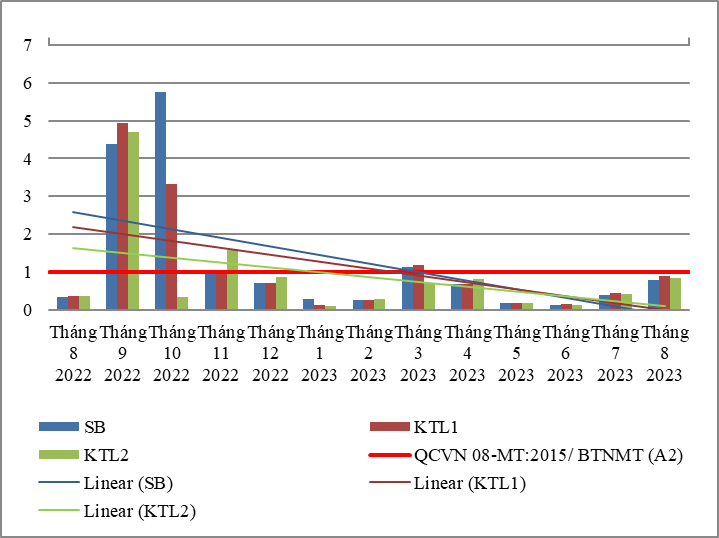 7
6
5
4
3
2
1
0
Tháng Tháng Tháng Tháng Tháng Tháng Tháng Tháng Tháng Tháng Tháng Tháng Tháng
8 9 10 11 12 1 2 3 4 5 6 7 8
2022 2022 2022 2022 2022 2023 2023 2023 2023 2023 2023 2023 2023
SB KTL1
KTL2 QCVN 08-MT:2015/ BTNMT (A2)
Linear (SB) Linear (KTL1)
Linear (KTL2)